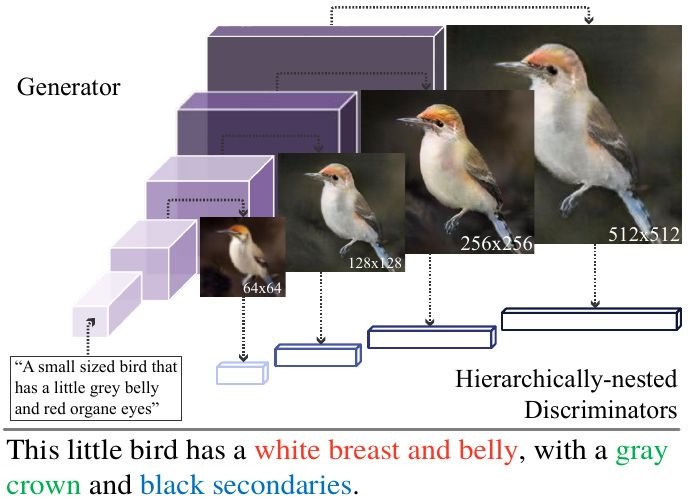 Generator
64x64
128x128
256x256
512x512
“A small sized bird that
has a little grey belly
and red organe eyes”
Hierarchically-nested
Discriminators
This little bird has a white breast and belly, with a gray
crown and black secondaries.